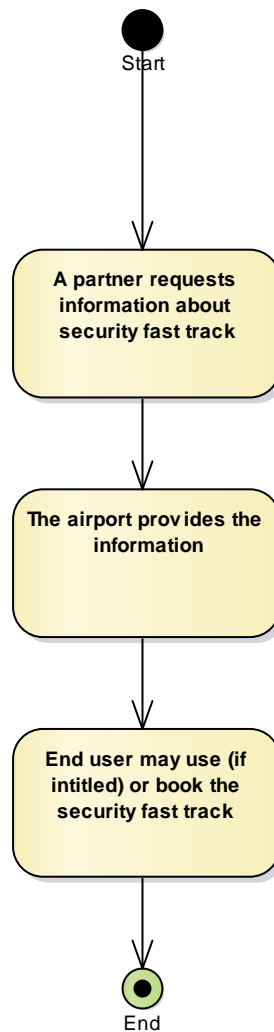 Start
A partner requests
information about
security fast track
The airport provides the
information
End user may use (if
intitled) or book the
security fast track
End